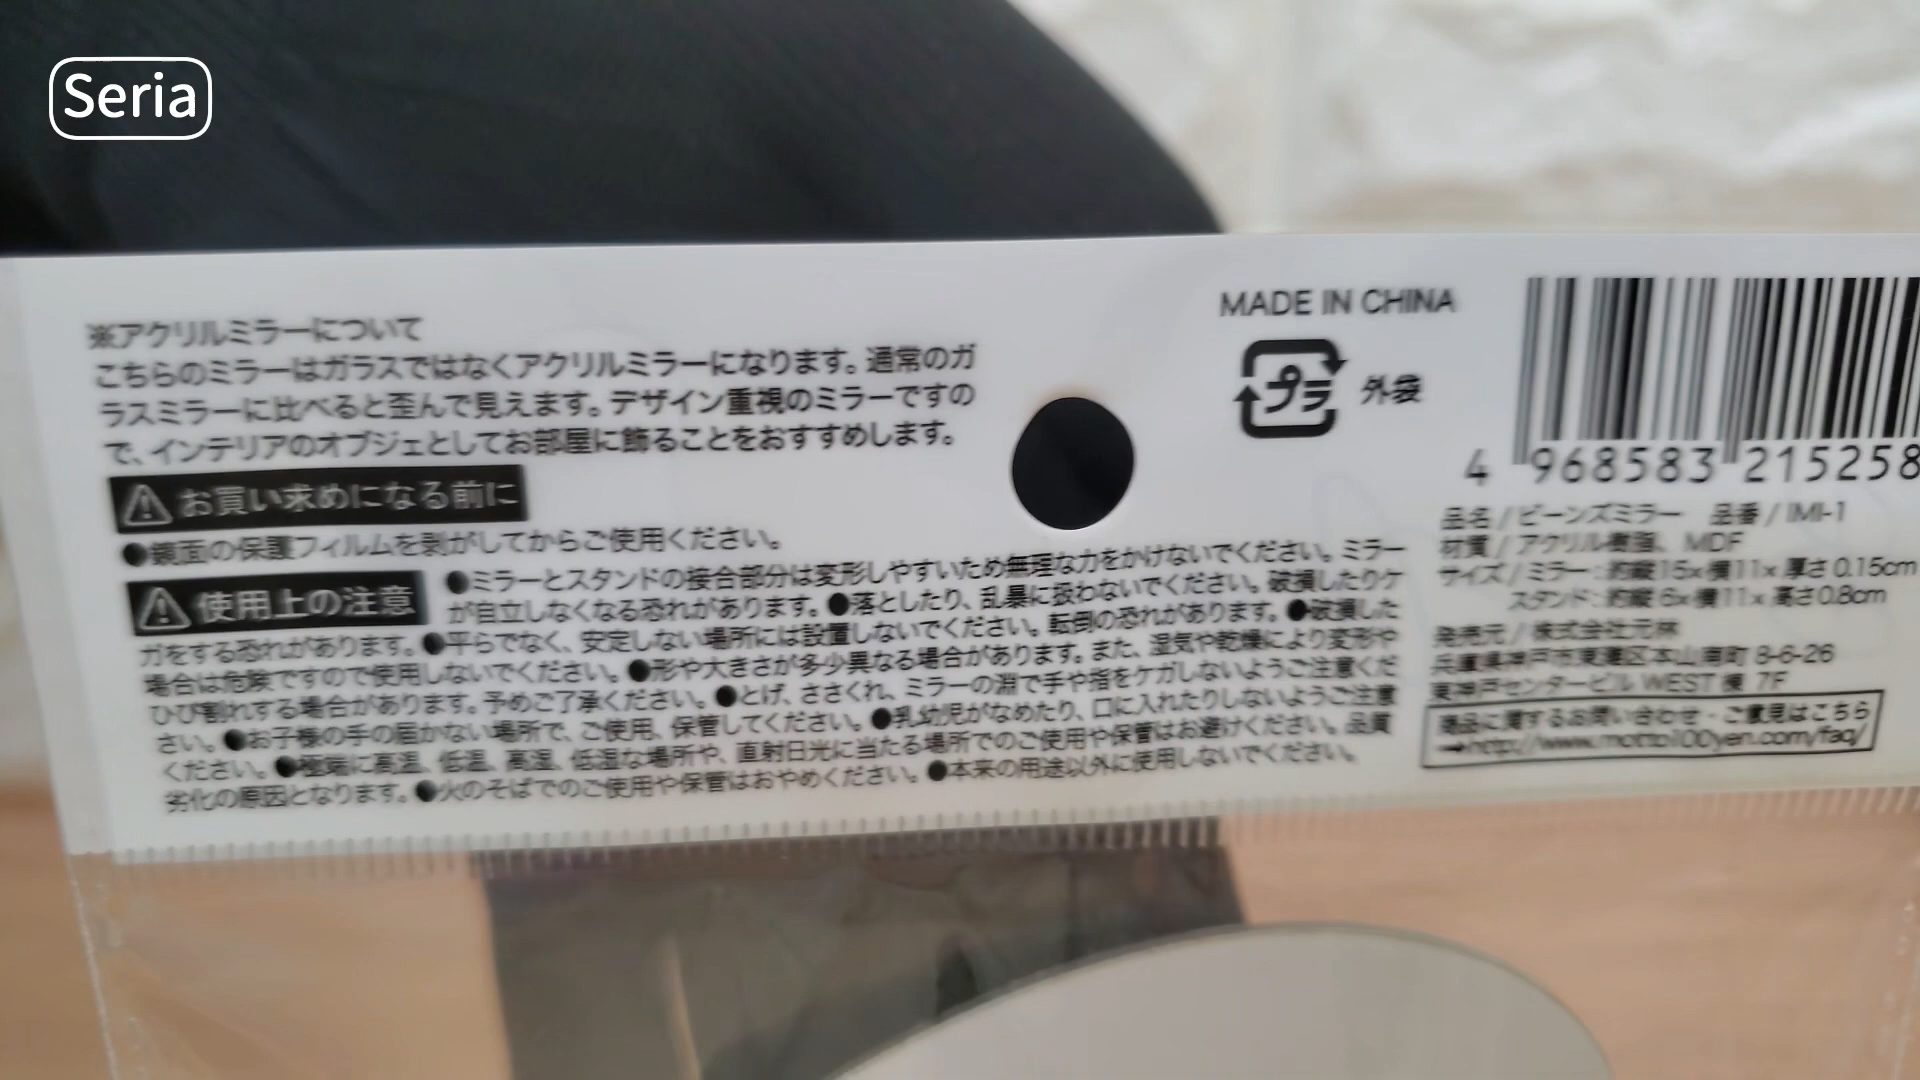 Seria
※アクリルミラーについて
こちらのミラーはガラスではなくアクリルミラーになります。通常のガ
ラスミラーに比べると歪んで見えます。デザイン重視のミラーですの
で、インテリアのオブジェとしてお部屋に飾ることをおすすめします。
お買い求めになる前に
●鏡面の保護フィルムを剥がしてからご使用ください。
使用上の注意
●ミラーとスタンドの接合部分は変形しやすいため無理な力をかけないでください。ミラー
が自立しなくなる恐れがあります。●落としたり、乱暴に扱わないでください。破損したりケ
ガをする恐れがあります。●平らでなく、安定しない場所には設置しないでください。転倒の恐れがあります。●破損した
場合は危険ですので使用しないでください。●形や大きさが多少異なる場合があります。また、湿気や乾燥により変形や
ひび割れする場合があります。予めご了承ください。●とげ、ささくれ、ミラーの淵で手や指をケガしないようご注意くだ
さい。●お子様の手の届かない場所で、ご使用、保管してください。●乳幼児がなめたり、口に入れたりしないようご注意
ください。●極端に高温、低温、高湿、低湿な場所や、直射日光に当たる場所でのご使用や保管はお避けください。品質
劣化の原因となります。●火のそばでのご使用や保管はおやめください。●本来の用途以外に使用しないでください。
MADE IN CHINA
プラ 外袋
4 968583 215258
品名/ビーンズミラー 品番/IMI-1
材質/アクリル樹脂、MDF
サイズ/ミラー：約縦15×横11×厚さ0.15cm
スタンド：約縦6×横11×高さ0.8cm
発売元/株式会社元林
兵庫県神戸市東灘区本山南町 8-6-26
東神戸センタービル WEST棟 7F
商品に関するお問い合わせ・ご意見はこちら
→http://www.motto100yen.com/faq/